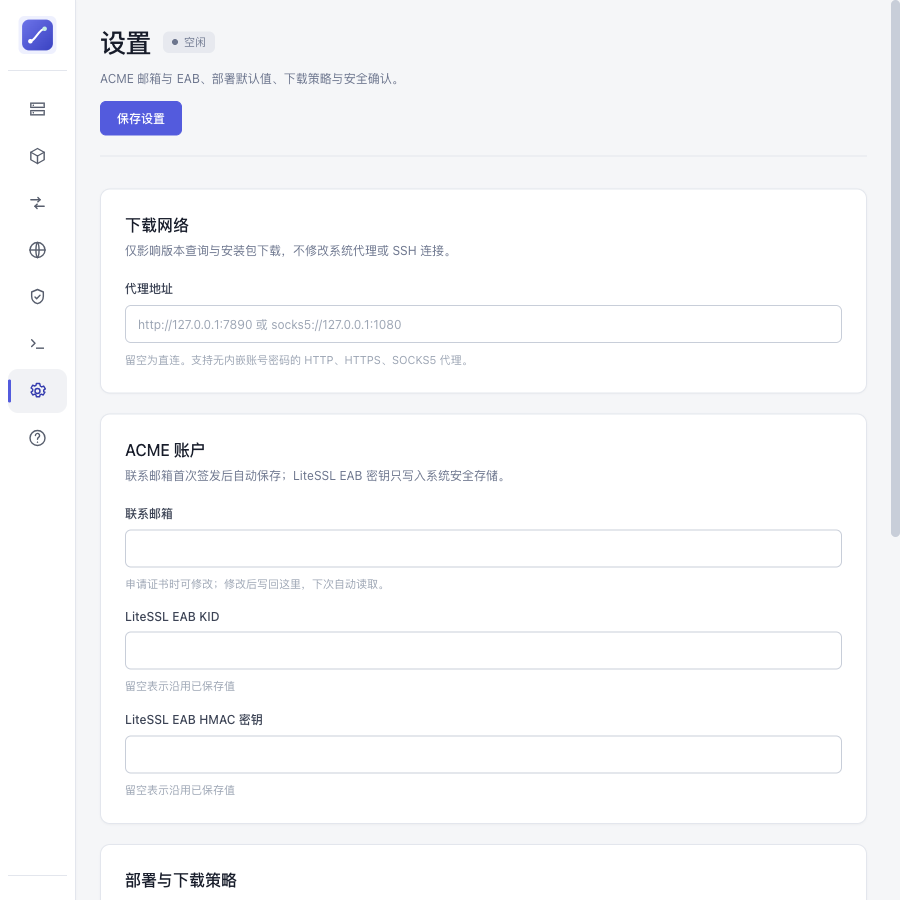 设置
空闲
ACME 邮箱与 EAB、部署默认值、下载策略与安全确认。
保存设置
下载网络
仅影响版本查询与安装包下载，不修改系统代理或 SSH 连接。
代理地址
http://127.0.0.1:7890 或 socks5://127.0.0.1:1080
留空为直连。支持无内嵌账号密码的 HTTP、HTTPS、SOCKS5 代理。
ACME 账户
联系邮箱首次签发后自动保存；LiteSSL EAB 密钥只写入系统安全存储。
联系邮箱
申请证书时可修改；修改后写回这里，下次自动读取。
LiteSSL EAB KID
留空表示沿用已保存值
LiteSSL EAB HMAC 密钥
留空表示沿用已保存值
部署与下载策略